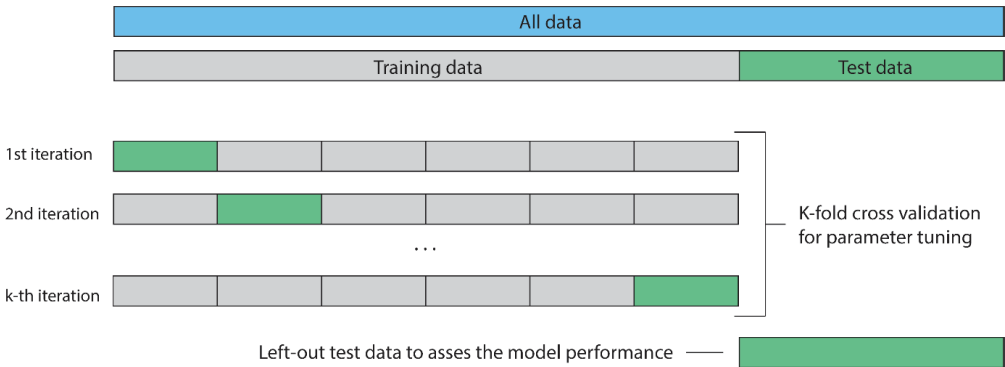 All data
Training data
Test data
1st iteration
2nd iteration
...
k-th iteration
K-fold cross validation
for parameter tuning
Left-out test data to asses the model performance